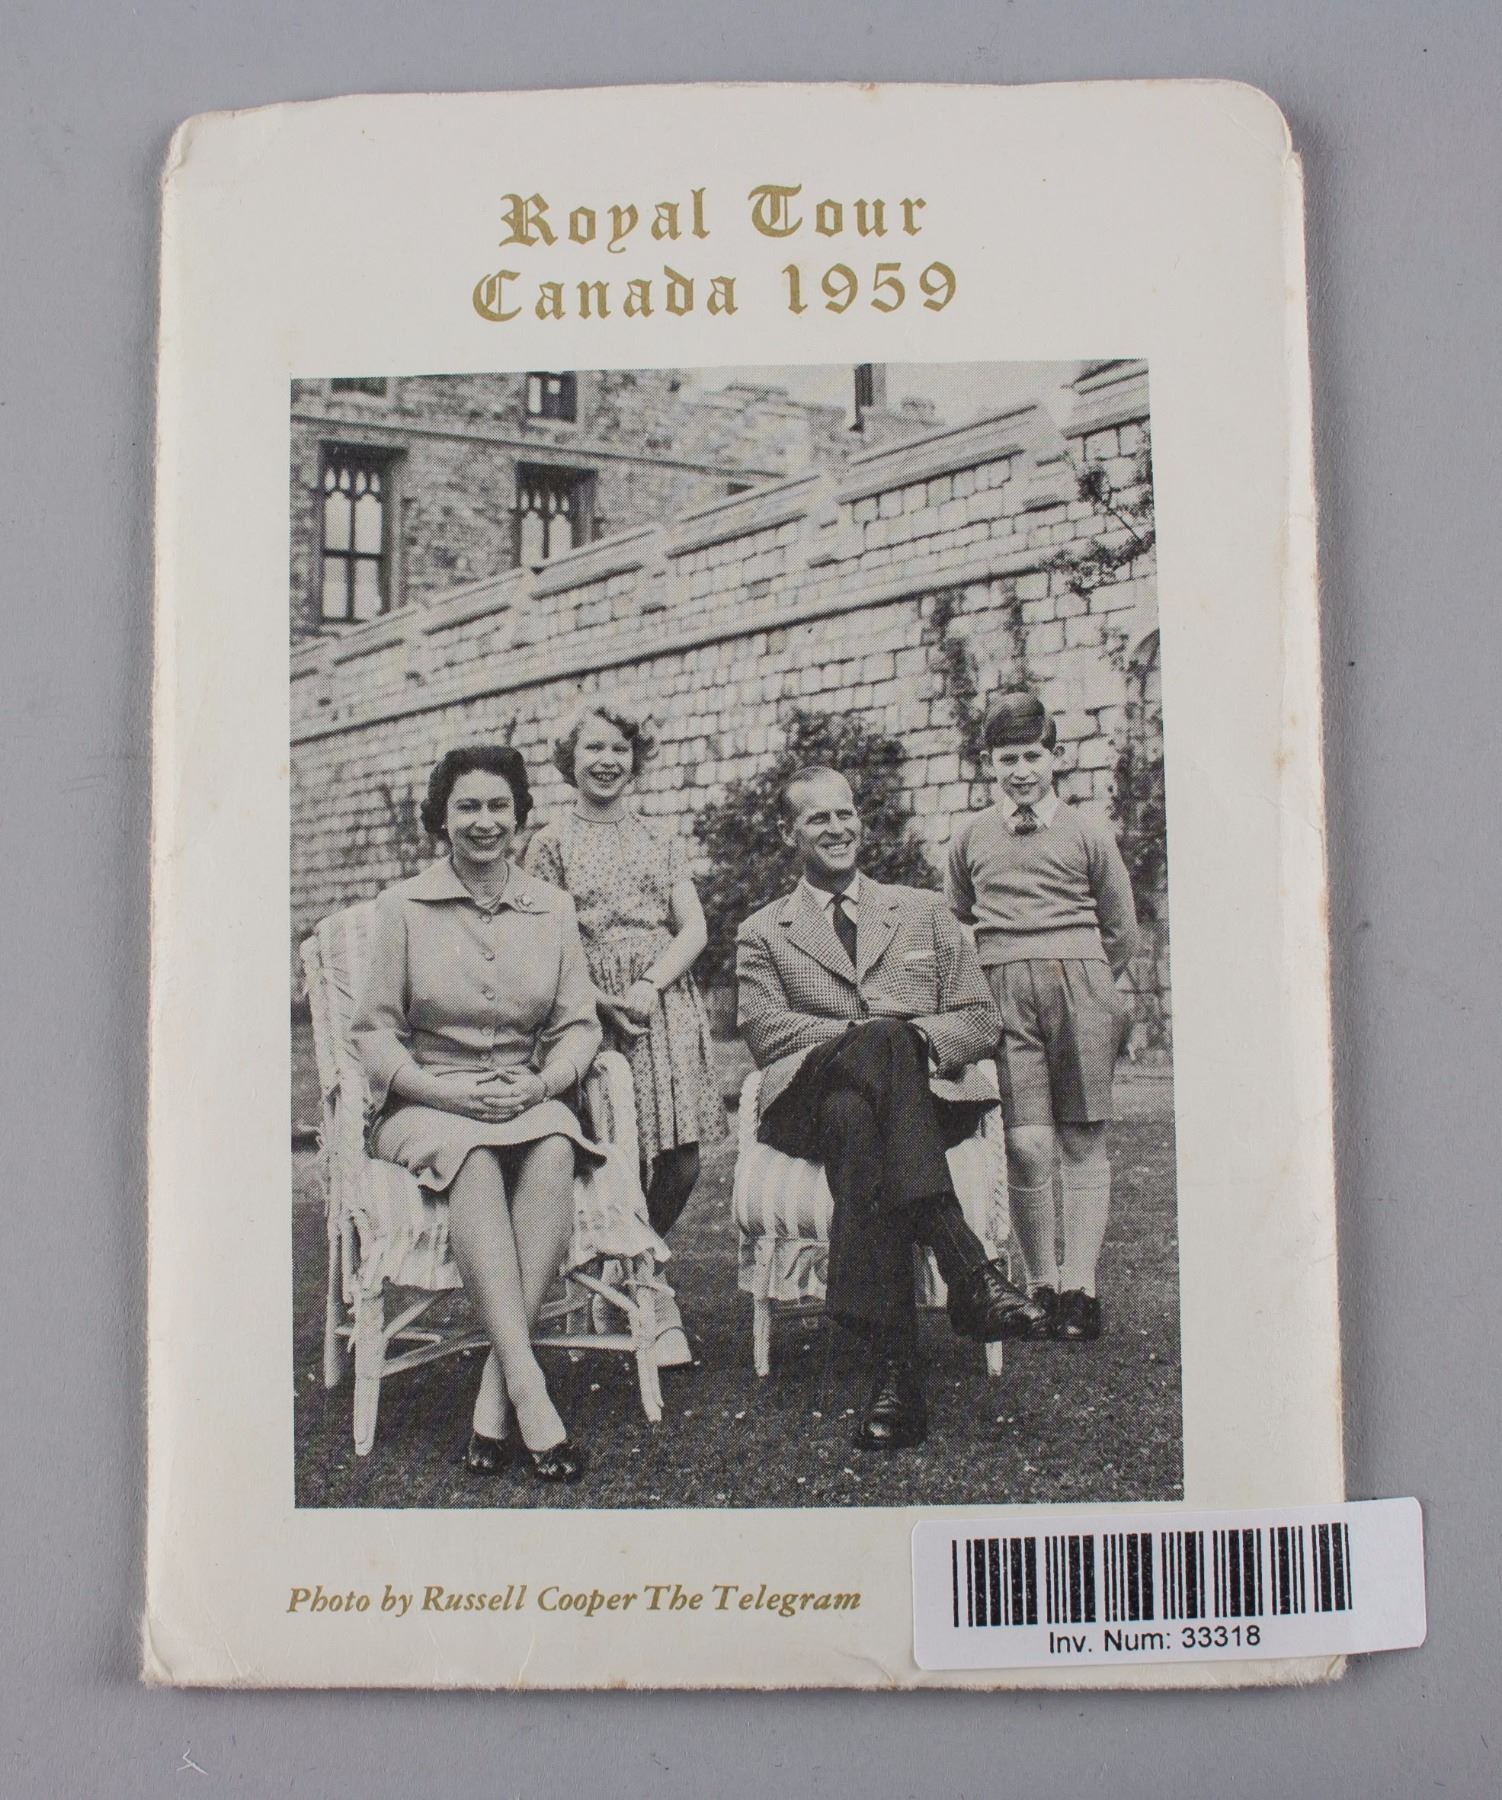 Royal Tour
Canada 1959
Photo by Russell Cooper The Telegram
Inv. Num: 33318